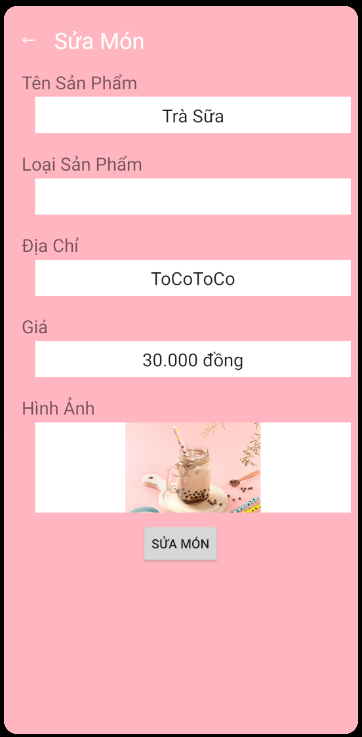 ← Sửa Món
Tên Sản Phẩm
Trà Sữa
Loại Sản Phẩm
Địa Chỉ
ToCoToCo
Giá
30.000 đồng
Hình Ảnh
SỬA MÓN